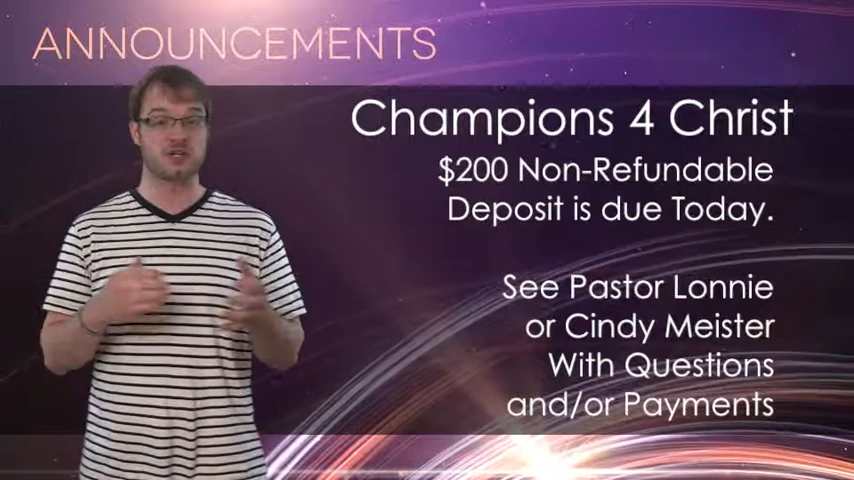 ANNOUNCEMENTS
Champions 4 Christ
$200 Non-Refundable
Deposit is due Today.
See Pastor Lonnie
or Cindy Meister
With Questions
and/or Payments